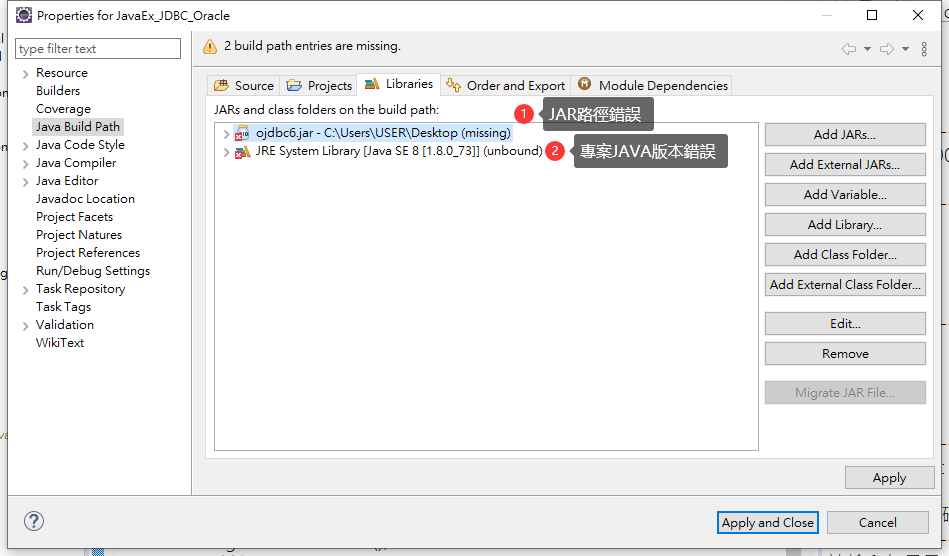 Properties for JavaEx_JDBC_Oracle
type filter text
2 build path entries are missing.
Resource
Builders
Coverage
Java Build Path
Java Code Style
Java Compiler
Java Editor
Javadoc Location
Project Facets
Project Natures
Project References
Run/Debug Settings
Task Repository
Task Tags
Validation
WikiText
Source
Projects
Libraries
Order and Export
Module Dependencies
JARs and class folders on the build path:
1 JAR路徑錯誤
ojdbc6.jar - C:\Users\USER\Desktop (missing)
JRE System Library [Java SE 8 [1.8.0_73]] (unbound)
2 專案JAVA版本錯誤
Add JARs...
Add External JARs...
Add Variable...
Add Library...
Add Class Folder...
Add External Class Folder...
Edit...
Remove
Migrate JAR File...
Apply
?
Apply and Close
Cancel